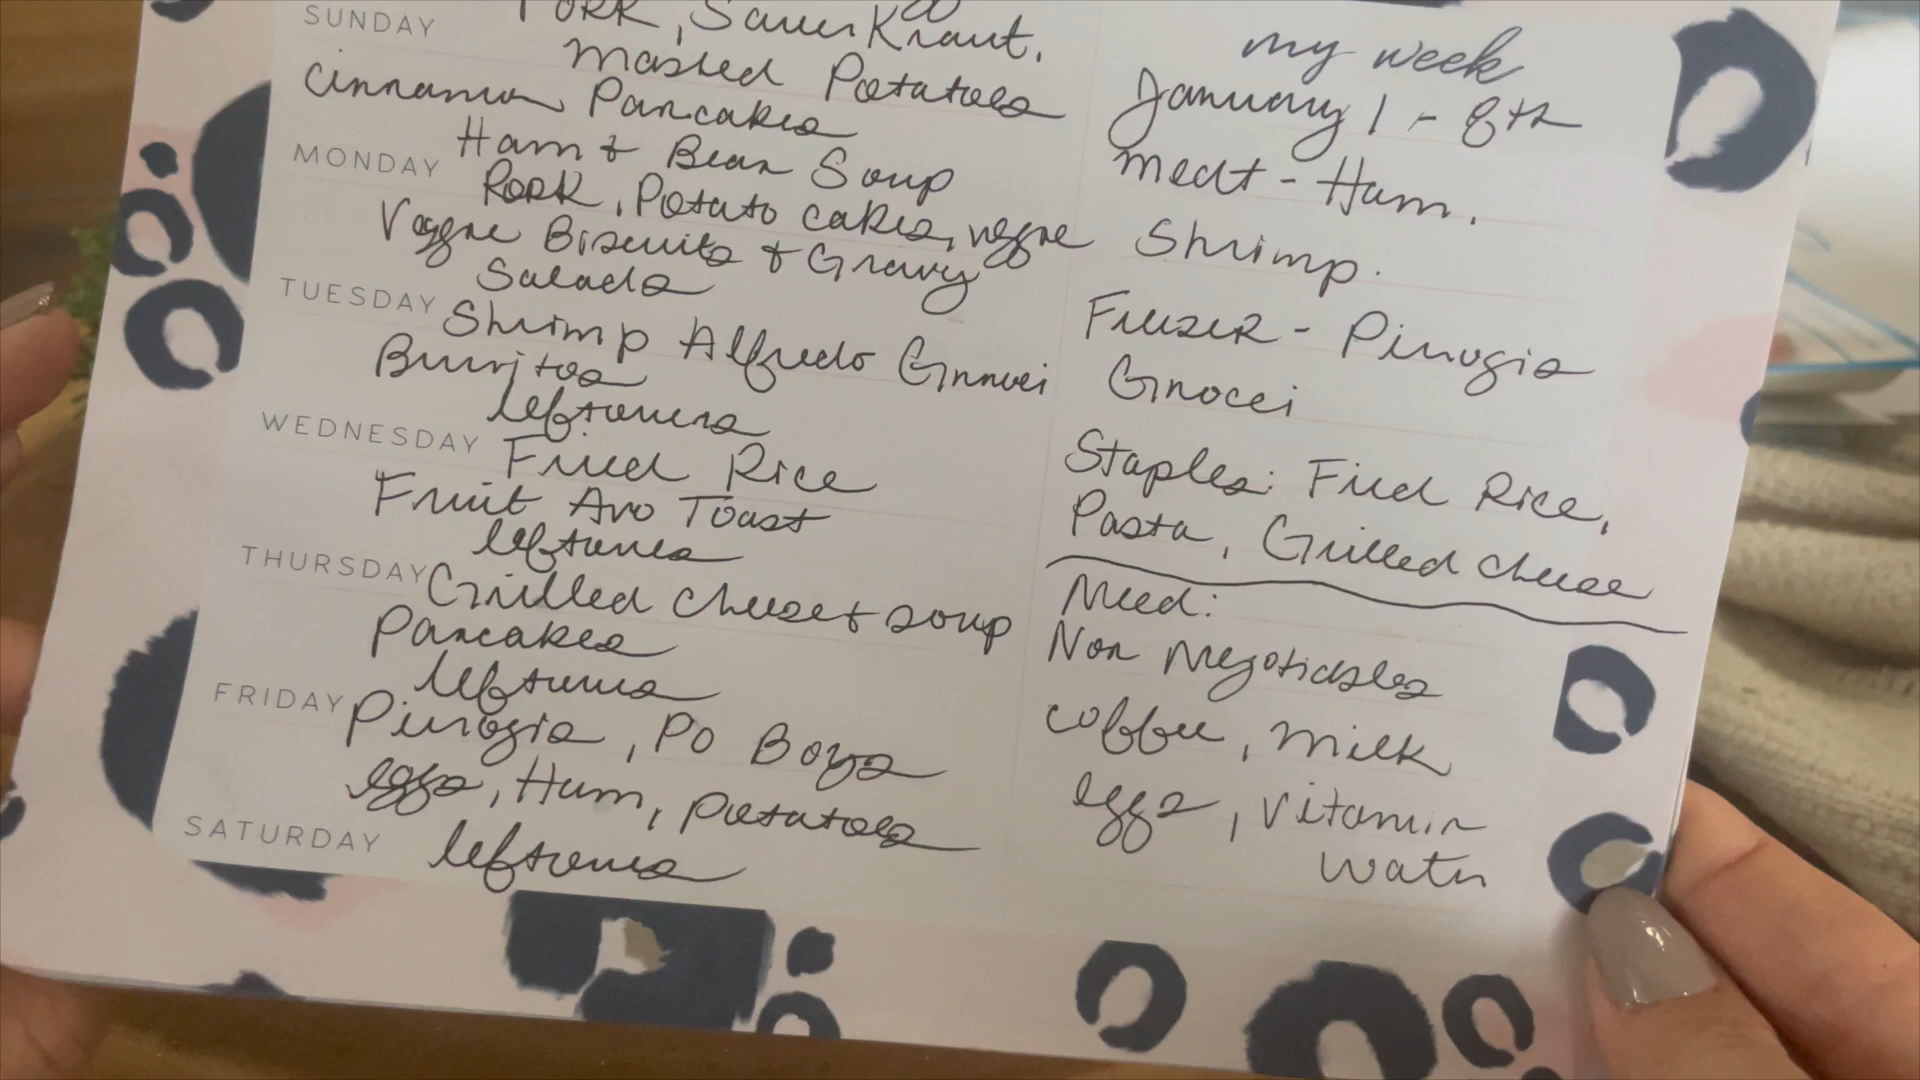 SUNDAY
Pork, Sauerkraut,
Mashed Potatoes
Cinnamon Pancakes
Ham & Bean Soup
MONDAY
Pork, Potato cakes, veggie
Veggie Biscuits & Gravy
Salads
TUESDAY
Shrimp Alfredo Gnnoci
Burritos
leftovers
WEDNESDAY
Fried Rice
Fruit Avo Toast
leftovers
THURSDAY
Grilled cheese & soup
Pancakes
leftovers
FRIDAY
Pierogis, Po Boys
eggs, Ham, potatoes
SATURDAY
leftovers
my week
January 1 - 8th
Meat - Ham,
Shrimp.
Freezer - Pierogis
Gnocci
Staples: Fried Rice,
Pasta, Grilled cheese
Need:
Non Negotiables
coffee, milk
eggs, vitamin
water